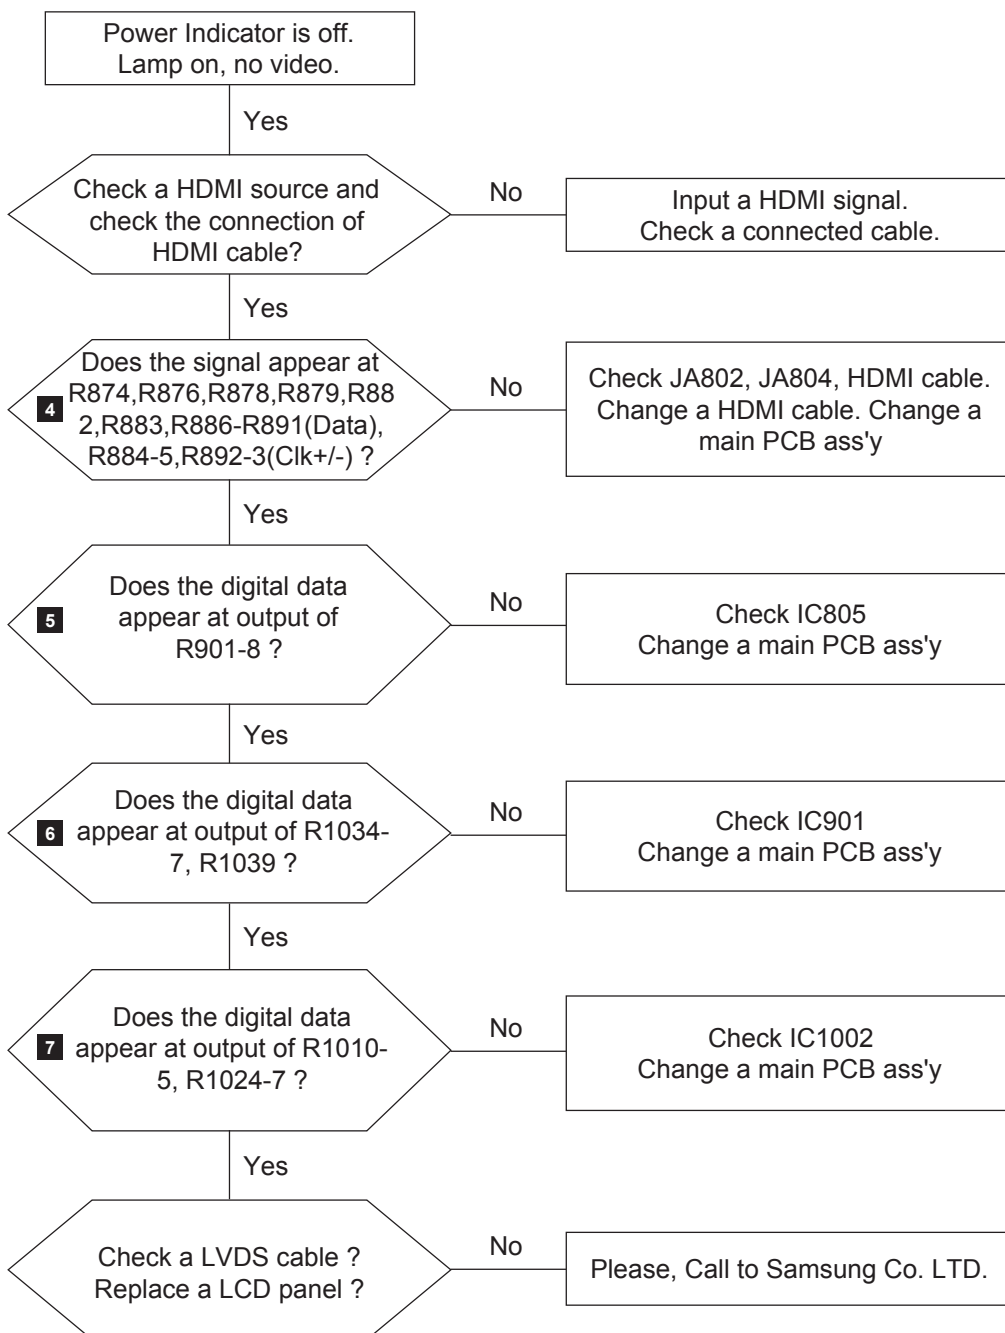 Power Indicator is off.
Lamp on, no video.
Yes
Check a HDMI source and
check the connection of
HDMI cable?
No
Input a HDMI signal.
Check a connected cable.
Yes
Does the signal appear at
4 R874,R876,R878,R879,R88
2,R883,R886-R891(Data),
R884-5,R892-3(Clk+/-) ?
No
Check JA802, JA804, HDMI cable.
Change a HDMI cable. Change a
main PCB ass'y
Yes
Does the digital data
5 appear at output of
R901-8 ?
No
Check IC805
Change a main PCB ass'y
Yes
Does the digital data
6 appear at output of R1034-
7, R1039 ?
No
Check IC901
Change a main PCB ass'y
Yes
Does the digital data
7 appear at output of R1010-
5, R1024-7 ?
No
Check IC1002
Change a main PCB ass'y
Yes
Check a LVDS cable ?
Replace a LCD panel ?
No
Please, Call to Samsung Co. LTD.